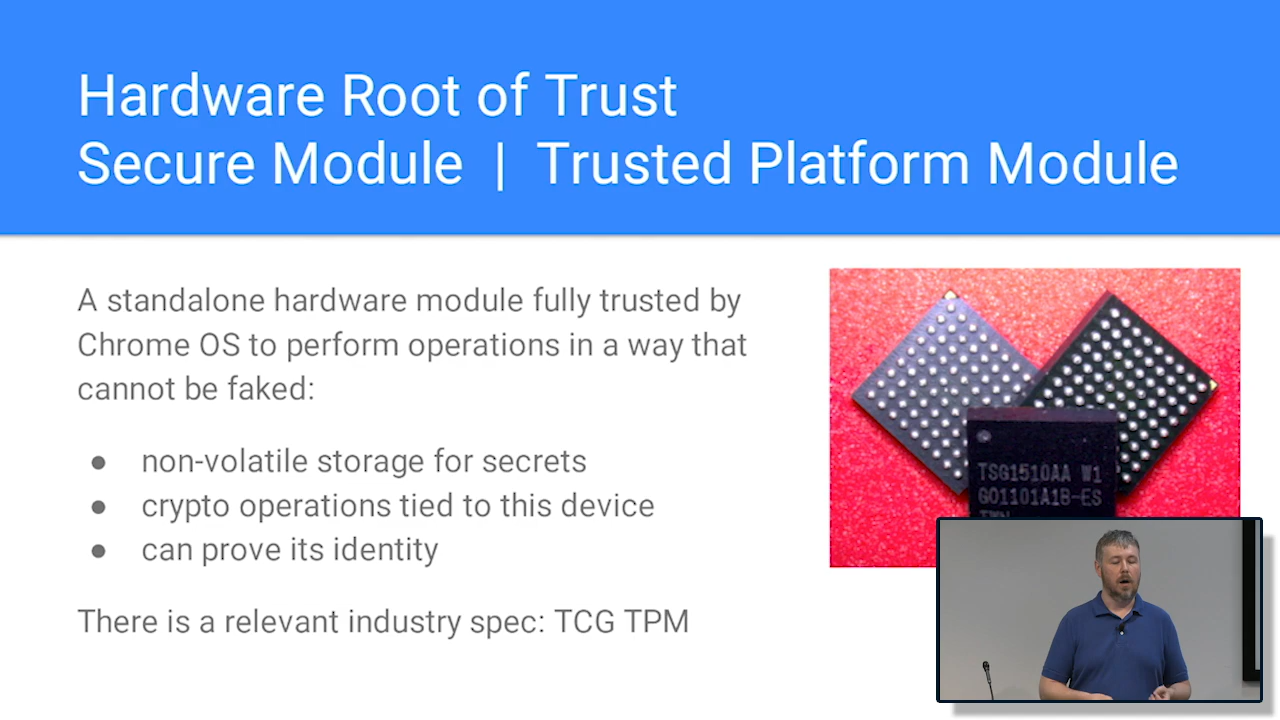 Hardware Root of Trust
Secure Module | Trusted Platform Module
A standalone hardware module fully trusted by
Chrome OS to perform operations in a way that
cannot be faked:
● non-volatile storage for secrets
● crypto operations tied to this device
● can prove its identity
There is a relevant industry spec: TCG TPM
TSG1510AA W1
G01101A1B-ES